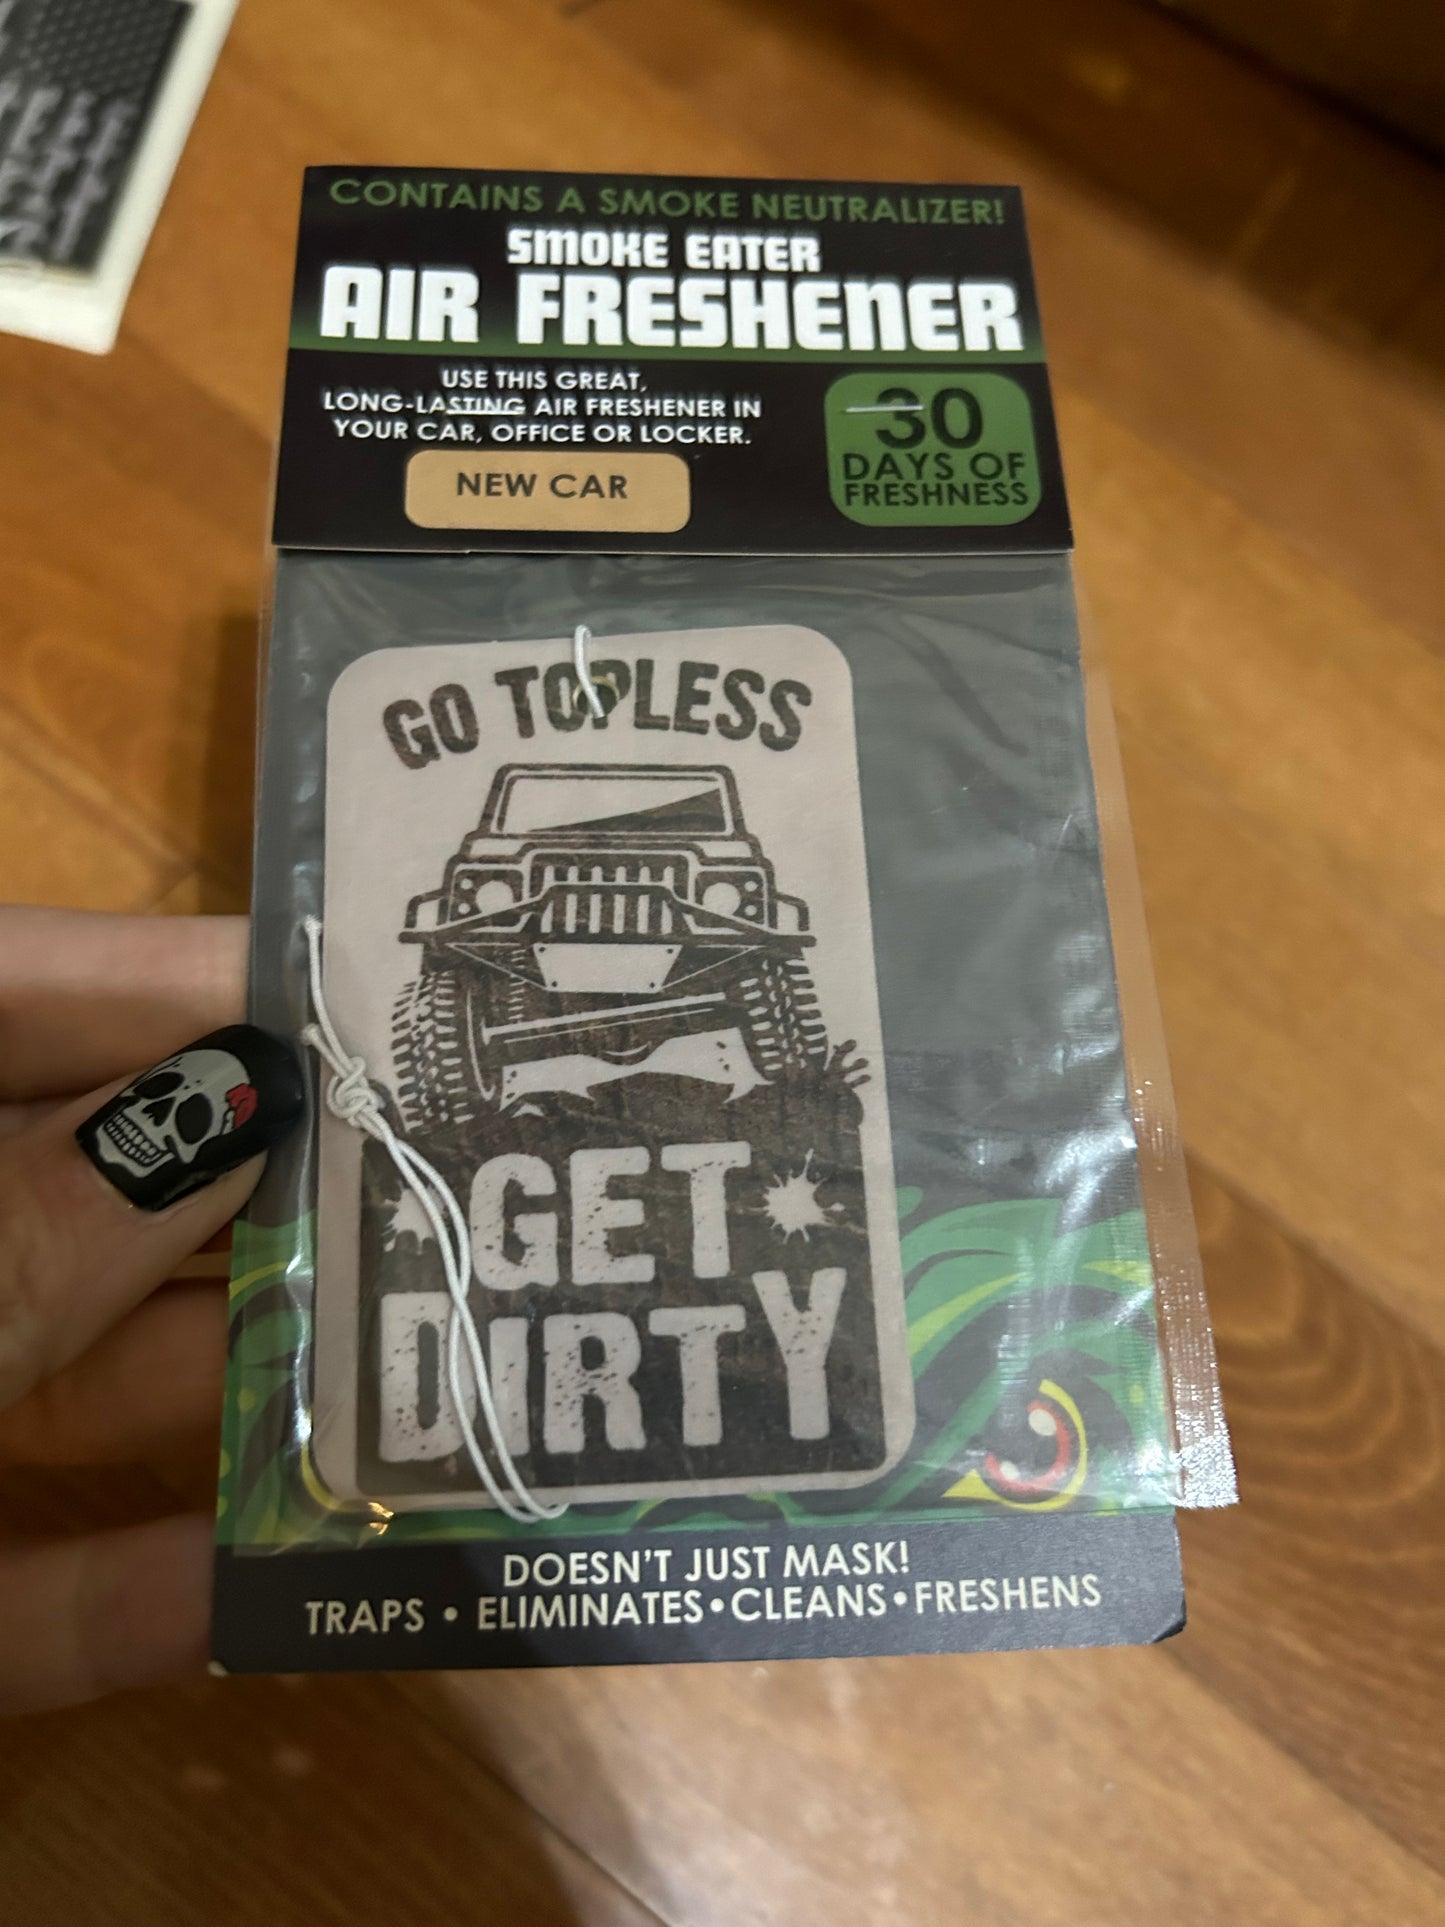 CONTAINS A SMOKE NEUTRALIZER!
SMOKE EATER
AIR FRESHENER
USE THIS GREAT,
LONG-LASTING AIR FRESHENER IN
YOUR CAR, OFFICE OR LOCKER.
NEW CAR
30
DAYS OF
FRESHNESS
GO TOPLESS
GET
DIRTY
DOESN'T JUST MASK!
TRAPS • ELIMINATES • CLEANS • FRESHENS